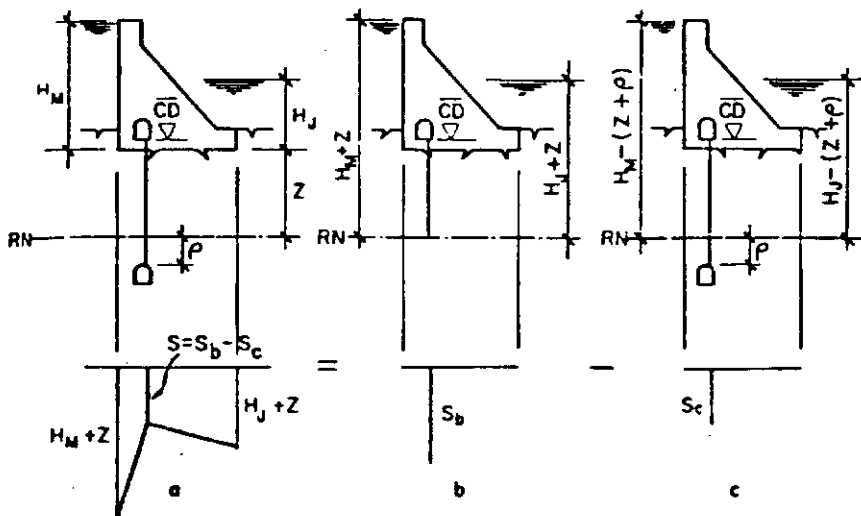 H_M
CD
H_J
Z
RN
ρ
H_M+Z
CD
H_J+Z
RN
H_M-(Z+ρ)
CD
H_J-(Z+ρ)
RN
ρ
S=S_b-S_c
=
-
H_M+Z
H_J+Z
S_b
S_c
a
b
c